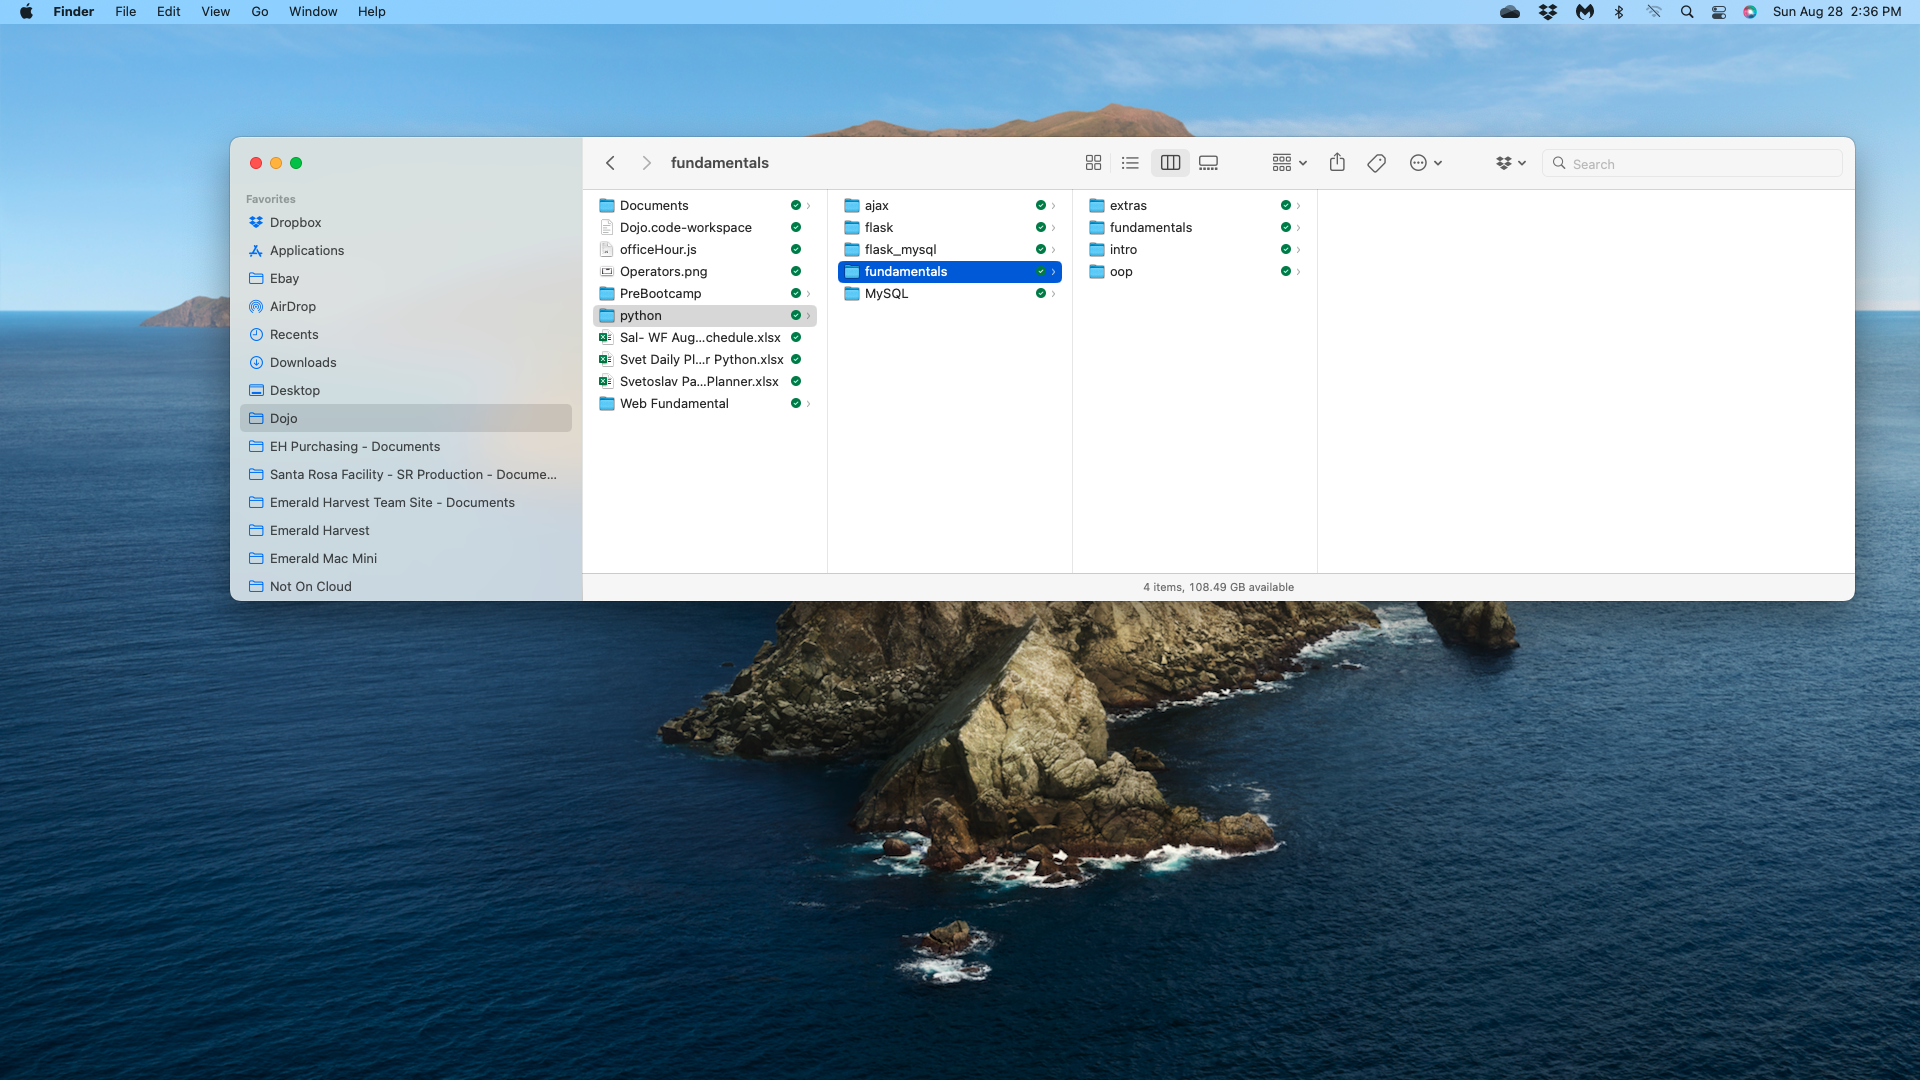 Finder File Edit View Go Window Help Sun Aug 28 2:36 PM
fundamentals
Search
Favorites
Dropbox
Applications
Ebay
AirDrop
Recents
Downloads
Desktop
Dojo
EH Purchasing - Documents
Santa Rosa Facility - SR Production - Docume...
Emerald Harvest Team Site - Documents
Emerald Harvest
Emerald Mac Mini
Not On Cloud
Documents
Dojo.code-workspace
officeHour.js
Operators.png
PreBootcamp
python
Sal- WF Aug...chedule.xlsx
Svet Daily Pl...r Python.xlsx
Svetoslav Pa...Planner.xlsx
Web Fundamental
ajax
flask
flask_mysql
fundamentals
MySQL
extras
fundamentals
intro
oop
4 items, 108.49 GB available